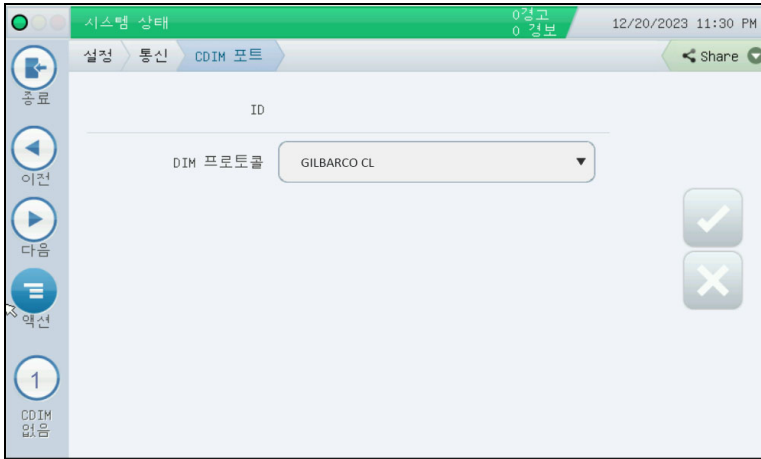 시스템 상태
0경고
0 경보
12/20/2023 11:30 PM
설정
통신
CDIM 포트
Share
종료
ID
DIM 프로토콜
GILBARCO CL
이전
다음
액션
1
CDIM
없음